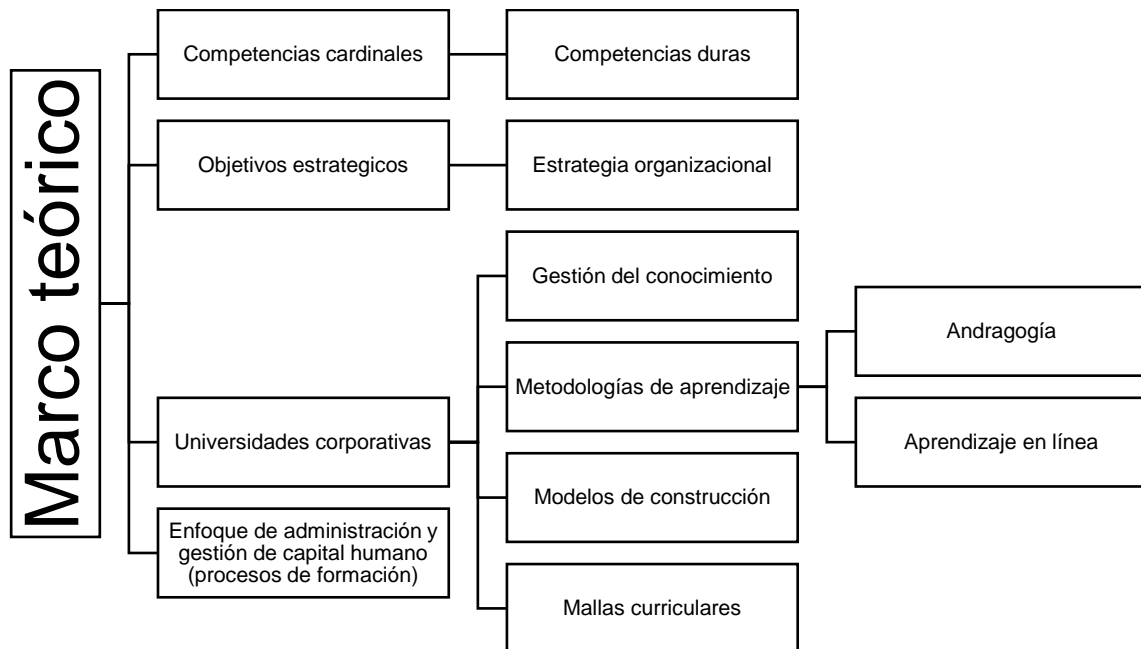 Marco teórico
Competencias cardinales
Competencias duras
Objetivos estrategicos
Estrategia organizacional
Universidades corporativas
Gestión del conocimiento
Metodologías de aprendizaje
Andragogía
Aprendizaje en línea
Modelos de construcción
Mallas curriculares
Enfoque de administración y
gestión de capital humano
(procesos de formación)